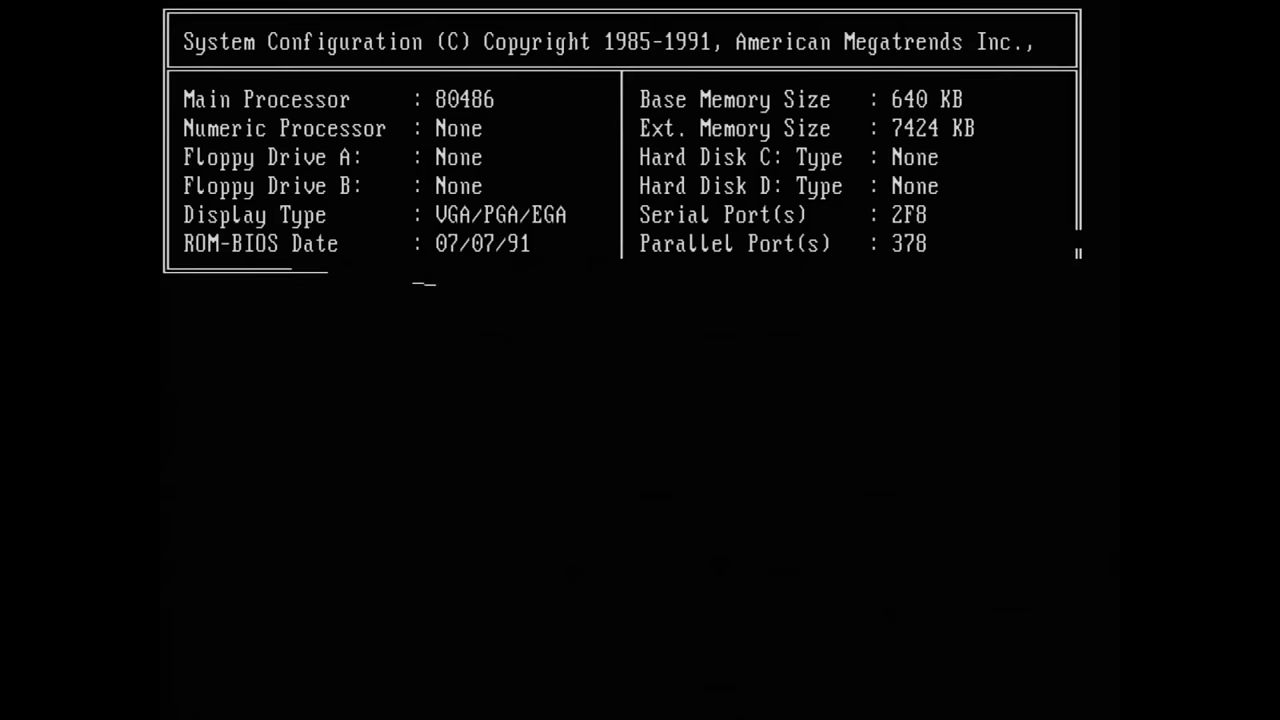 System Configuration (C) Copyright 1985-1991, American Megatrends Inc.,
Main Processor : 80486
Numeric Processor : None
Floppy Drive A: : None
Floppy Drive B: : None
Display Type : VGA/PGA/EGA
ROM-BIOS Date : 07/07/91
Base Memory Size : 640 KB
Ext. Memory Size : 7424 KB
Hard Disk C: Type : None
Hard Disk D: Type : None
Serial Port(s) : 2F8
Parallel Port(s) : 378